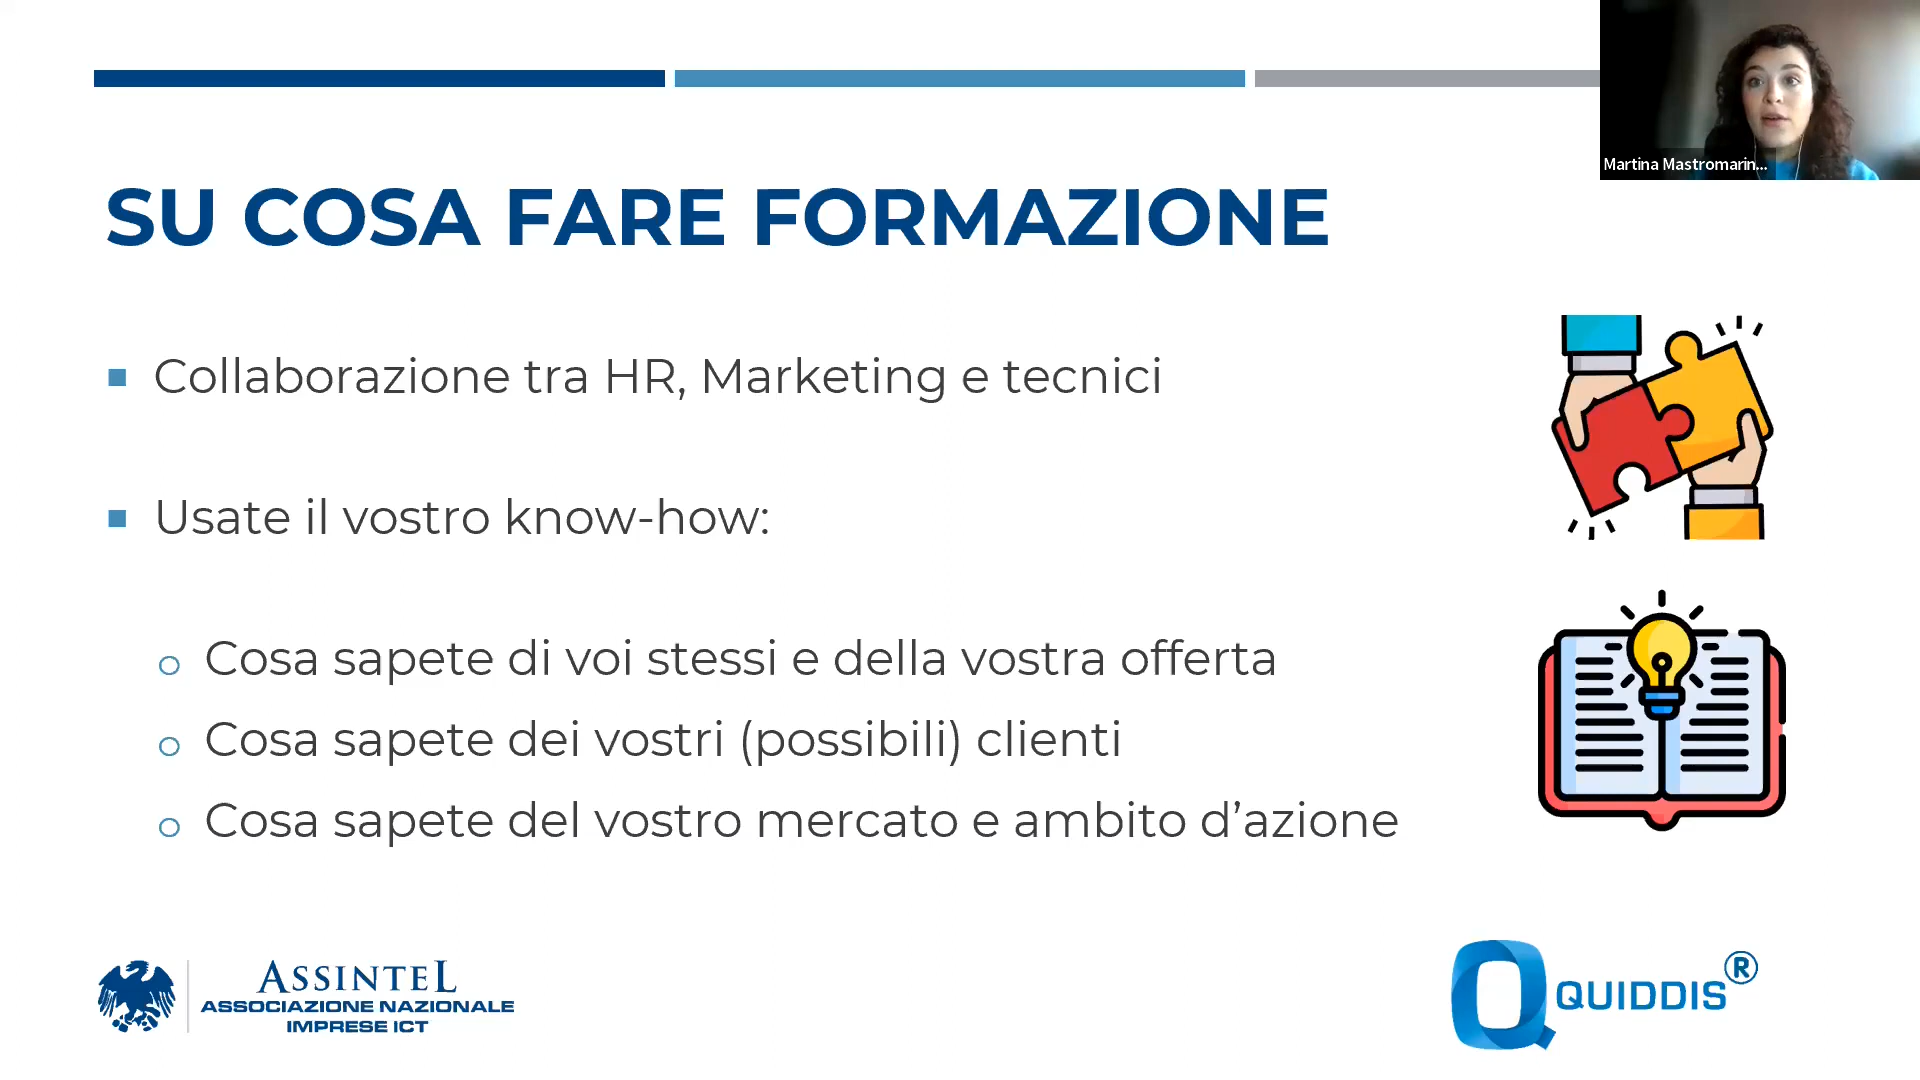 Martina Mastromarin...
SU COSA FARE FORMAZIONE
Collaborazione tra HR, Marketing e tecnici
Usate il vostro know-how:
Cosa sapete di voi stessi e della vostra offerta
Cosa sapete dei vostri (possibili) clienti
Cosa sapete del vostro mercato e ambito d’azione
ASSINTEL
ASSOCIAZIONE NAZIONALE
IMPRESE ICT
QUIDDIS®